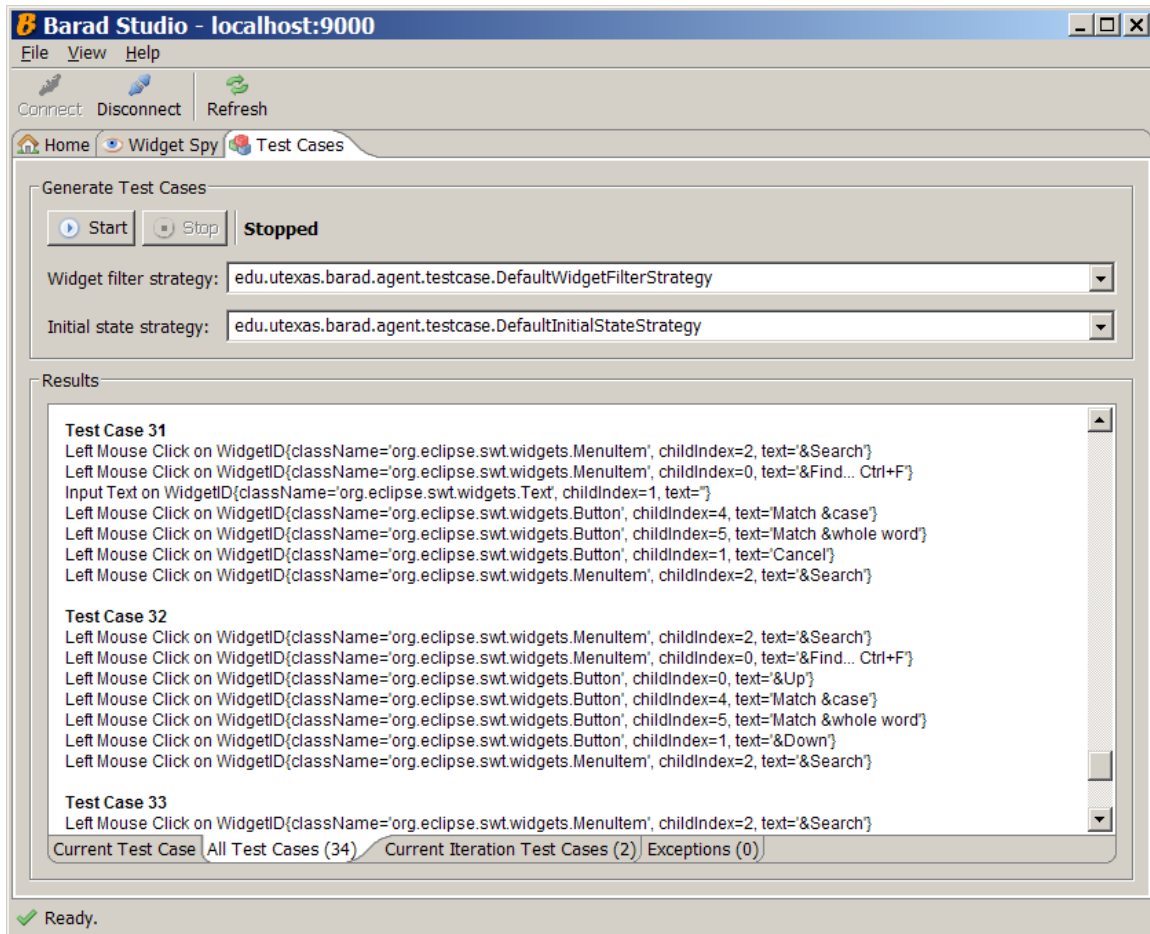 Barad Studio - localhost:9000
File View Help
Connect Disconnect Refresh
Home Widget Spy Test Cases
Generate Test Cases
Start Stop Stopped
Widget filter strategy: edu.utexas.barad.agent.testcase.DefaultWidgetFilterStrategy
Initial state strategy: edu.utexas.barad.agent.testcase.DefaultInitialStateStrategy
Results
Test Case 31
Left Mouse Click on WidgetID{className='org.eclipse.swt.widgets.MenuItem', childIndex=2, text='&Search'}
Left Mouse Click on WidgetID{className='org.eclipse.swt.widgets.MenuItem', childIndex=0, text='&Find... Ctrl+F'}
Input Text on WidgetID{className='org.eclipse.swt.widgets.Text', childIndex=1, text=''}
Left Mouse Click on WidgetID{className='org.eclipse.swt.widgets.Button', childIndex=4, text='Match &case'}
Left Mouse Click on WidgetID{className='org.eclipse.swt.widgets.Button', childIndex=5, text='Match &whole word'}
Left Mouse Click on WidgetID{className='org.eclipse.swt.widgets.Button', childIndex=1, text='Cancel'}
Left Mouse Click on WidgetID{className='org.eclipse.swt.widgets.MenuItem', childIndex=2, text='&Search'}
Test Case 32
Left Mouse Click on WidgetID{className='org.eclipse.swt.widgets.MenuItem', childIndex=2, text='&Search'}
Left Mouse Click on WidgetID{className='org.eclipse.swt.widgets.MenuItem', childIndex=0, text='&Find... Ctrl+F'}
Left Mouse Click on WidgetID{className='org.eclipse.swt.widgets.Button', childIndex=0, text='&Up'}
Left Mouse Click on WidgetID{className='org.eclipse.swt.widgets.Button', childIndex=4, text='Match &case'}
Left Mouse Click on WidgetID{className='org.eclipse.swt.widgets.Button', childIndex=5, text='Match &whole word'}
Left Mouse Click on WidgetID{className='org.eclipse.swt.widgets.Button', childIndex=1, text='&Down'}
Left Mouse Click on WidgetID{className='org.eclipse.swt.widgets.MenuItem', childIndex=2, text='&Search'}
Test Case 33
Left Mouse Click on WidgetID{className='org.eclipse.swt.widgets.MenuItem', childIndex=2, text='&Search'}
Current Test Case All Test Cases (34) Current Iteration Test Cases (2) Exceptions (0)
Ready.